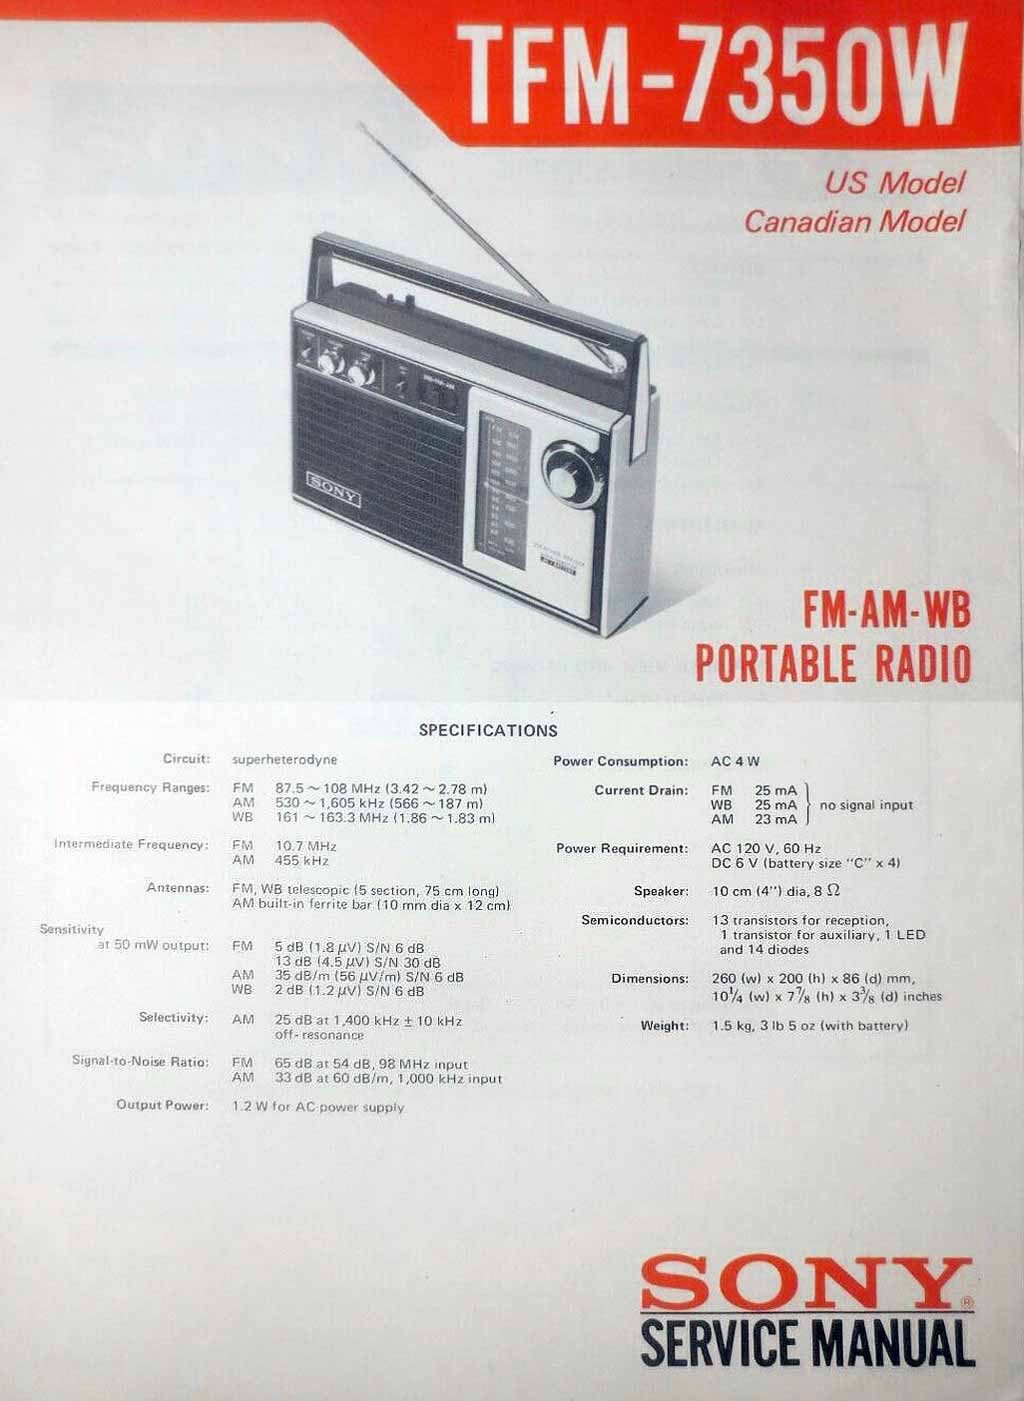 TFM-7350W
US Model
Canadian Model
SONY
FM-AM-WB
PORTABLE RADIO
SPECIFICATIONS
Circuit: superheterodyne
Frequency Ranges: FM 87.5 ~ 108 MHz (3.42 ~ 2.78 m)
AM 530 ~ 1,605 kHz (566 ~ 187 m)
WB 161 ~ 163.3 MHz (1.86 ~ 1.83 m)
Intermediate Frequency: FM 10.7 MHz
AM 455 kHz
Antennas: FM, WB telescopic (5 section, 75 cm long)
AM built-in ferrite bar (10 mm dia x 12 cm)
Sensitivity
at 50 mW output: FM 5 dB (1.8 μV) S/N 6 dB
13 dB (4.5 μV) S/N 30 dB
AM 35 dB/m (56 μV/m) S/N 6 dB
WB 2 dB (1.2 μV) S/N 6 dB
Selectivity: AM 25 dB at 1,400 kHz ± 10 kHz
off-resonance
Signal-to-Noise Ratio: FM 65 dB at 54 dB, 98 MHz input
AM 33 dB at 60 dB/m, 1,000 kHz input
Output Power: 1.2 W for AC power supply
Power Consumption: AC 4 W
Current Drain: FM 25 mA
WB 25 mA no signal input
AM 23 mA
Power Requirement: AC 120 V, 60 Hz
DC 6 V (battery size "C" x 4)
Speaker: 10 cm (4") dia, 8 Ω
Semiconductors: 13 transistors for reception,
1 transistor for auxiliary, 1 LED
and 14 diodes
Dimensions: 260 (w) x 200 (h) x 86 (d) mm,
10 1/4 (w) x 7 7/8 (h) x 3 3/8 (d) inches
Weight: 1.5 kg, 3 lb 5 oz (with battery)
SONY®
SERVICE MANUAL